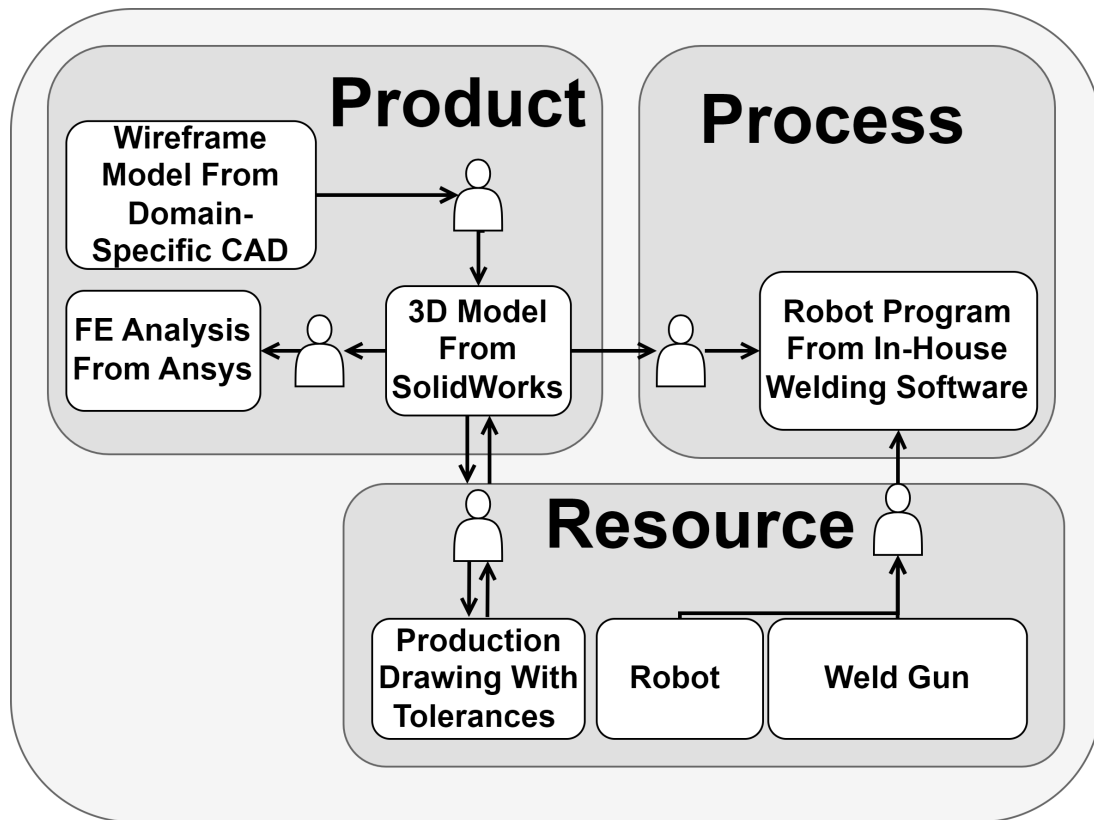 Product
Wireframe
Model From
Domain-
Specific CAD
FE Analysis
From Ansys
3D Model
From
SolidWorks
Process
Robot Program
From In-House
Welding Software
Resource
Production
Drawing With
Tolerances
Robot
Weld Gun